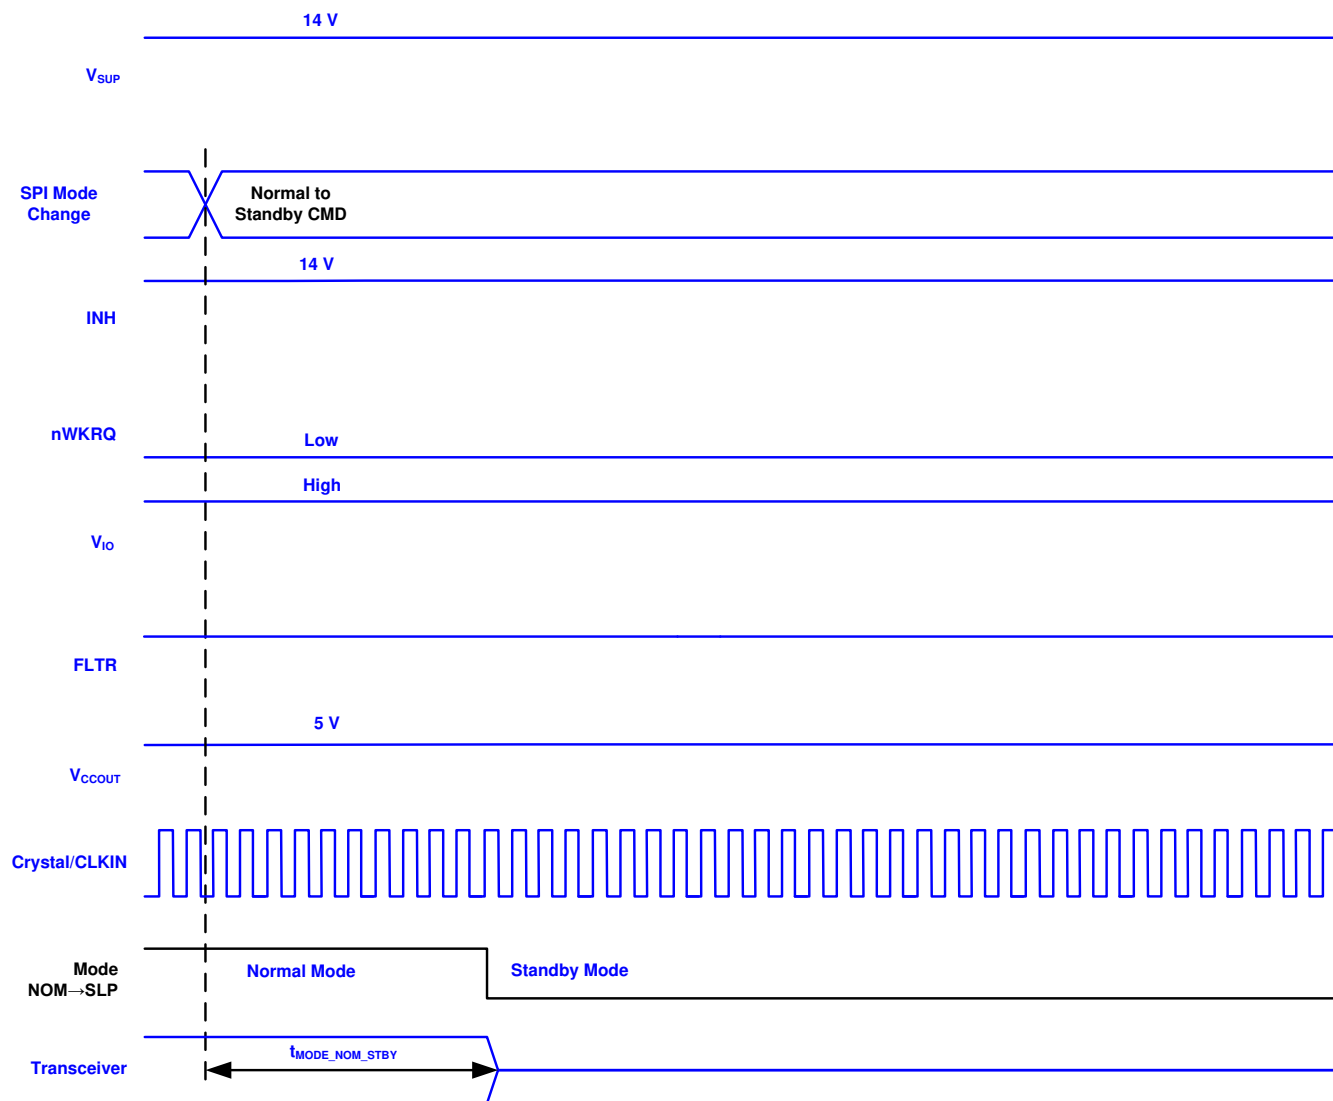 14 V
VSUP
SPI Mode
Change
Normal to
Standby CMD
14 V
INH
nWKRQ
Low
High
VIO
FLTR
5 V
VCCOUT
Crystal/CLKIN
Mode
NOM→SLP
Normal Mode
Standby Mode
tMODE_NOM_STBY
Transceiver